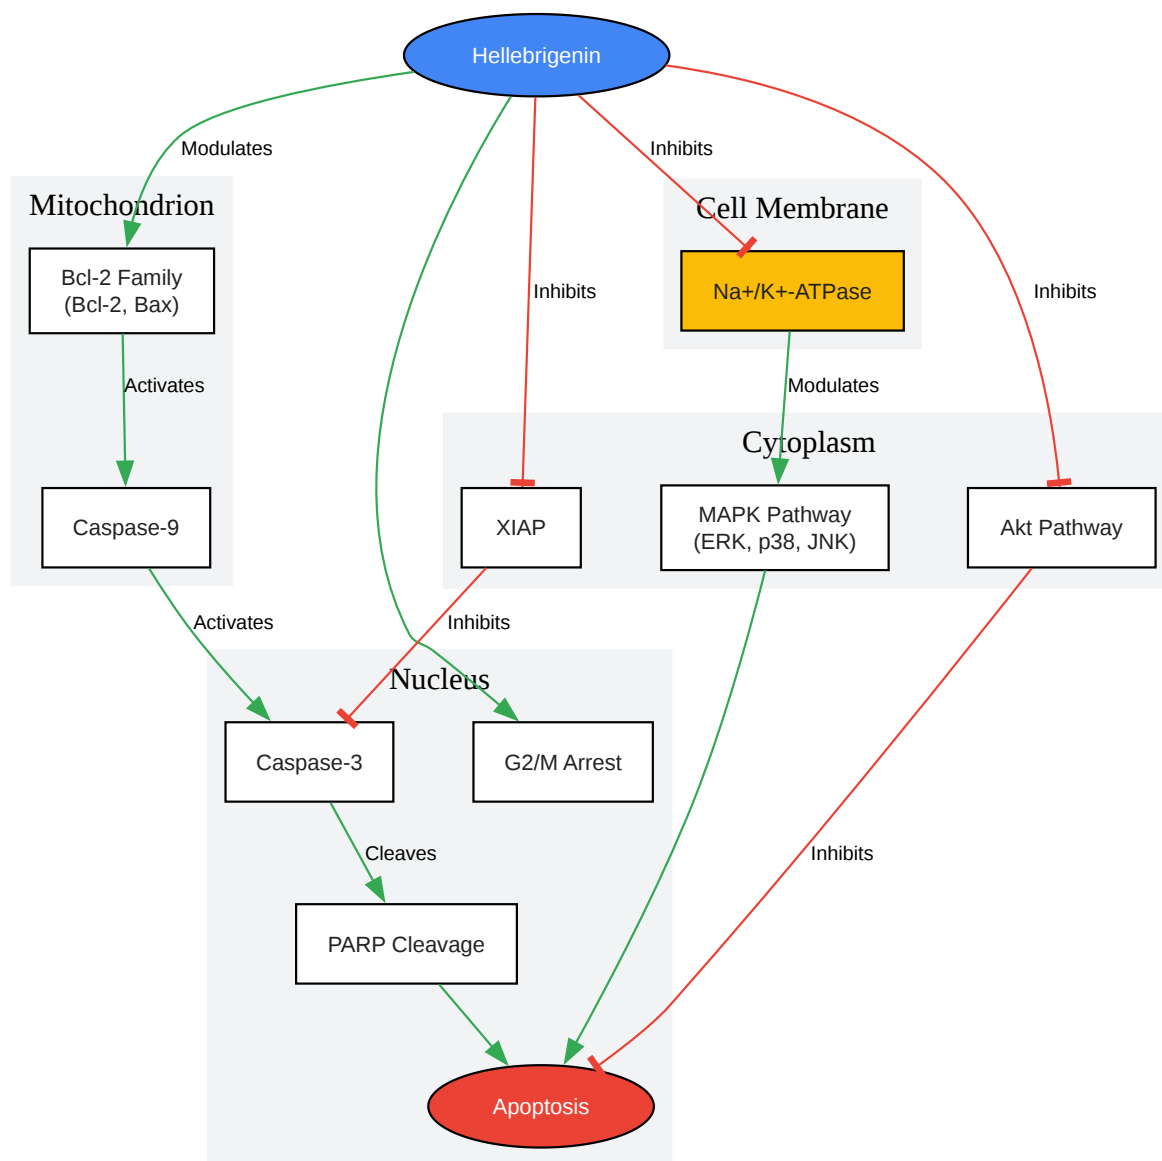 Hellebrigenin
Modulates
Inhibits
Mitochondrion
Cell Membrane
Bcl-2 Family
(Bcl-2, Bax)
Na+/K+-ATPase
Inhibits
Inhibits
Activates
Modulates
Cytoplasm
Caspase-9
XIAP
MAPK Pathway
(ERK, p38, JNK)
Akt Pathway
Activates
Inhibits
Nucleus
Caspase-3
G2/M Arrest
Cleaves
Inhibits
PARP Cleavage
Apoptosis